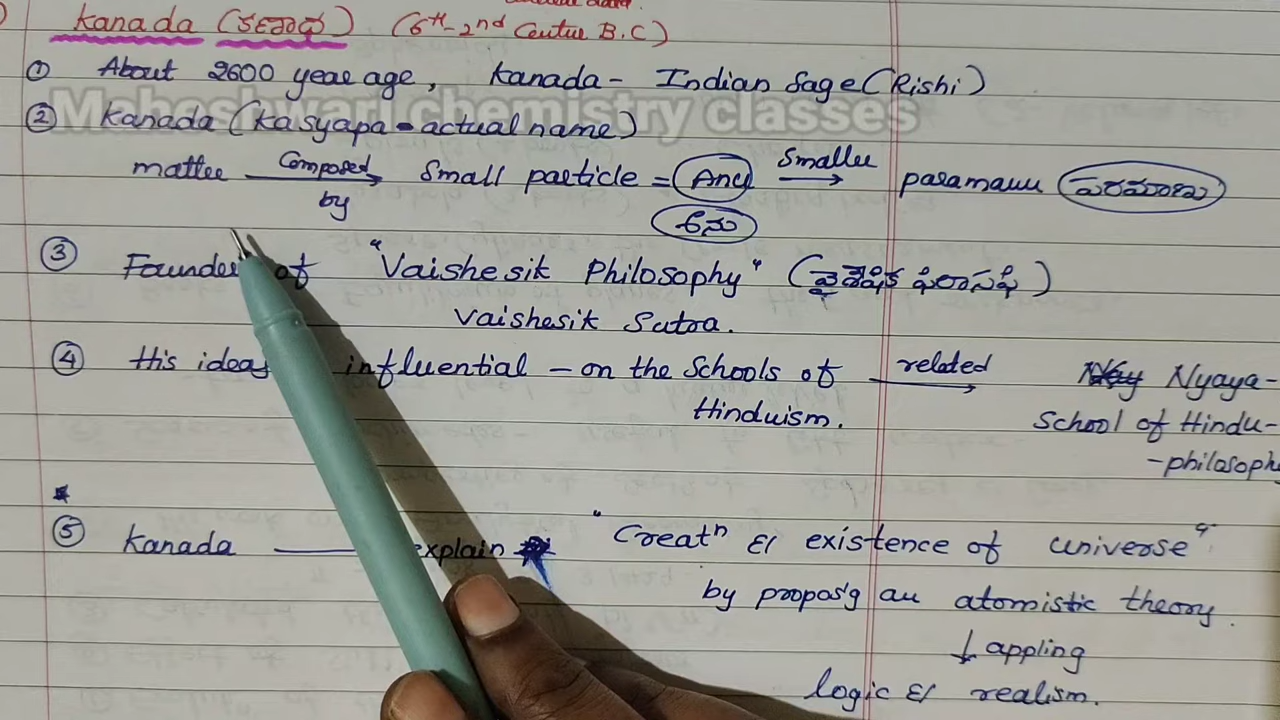 kanada (ಕಣಾದ) (6th-2nd Centur B.C)
① About 2600 year age, Kanada - Indian Sage (Rishi)
Maheshwari chemistry classes
② Kanada (Kasyapa - actual name)
matter Composed by Small particle = Anu Smaller paramanu ಪರಮಾಣು
③ Founder of "Vaishesik Philosophy" (ವೈಶೇಷಿಕ ಫಿಲಾಸಫಿ)
Vaishesik Sutra.
④ His ideas influential - on the Schools of related Nyaya-
Hinduism. School of Hindu-
-philosoph
⑤ Kanada explain "Creatn & existence of universe"
by propos'g an atomistic theory.
appling
logic & realism.